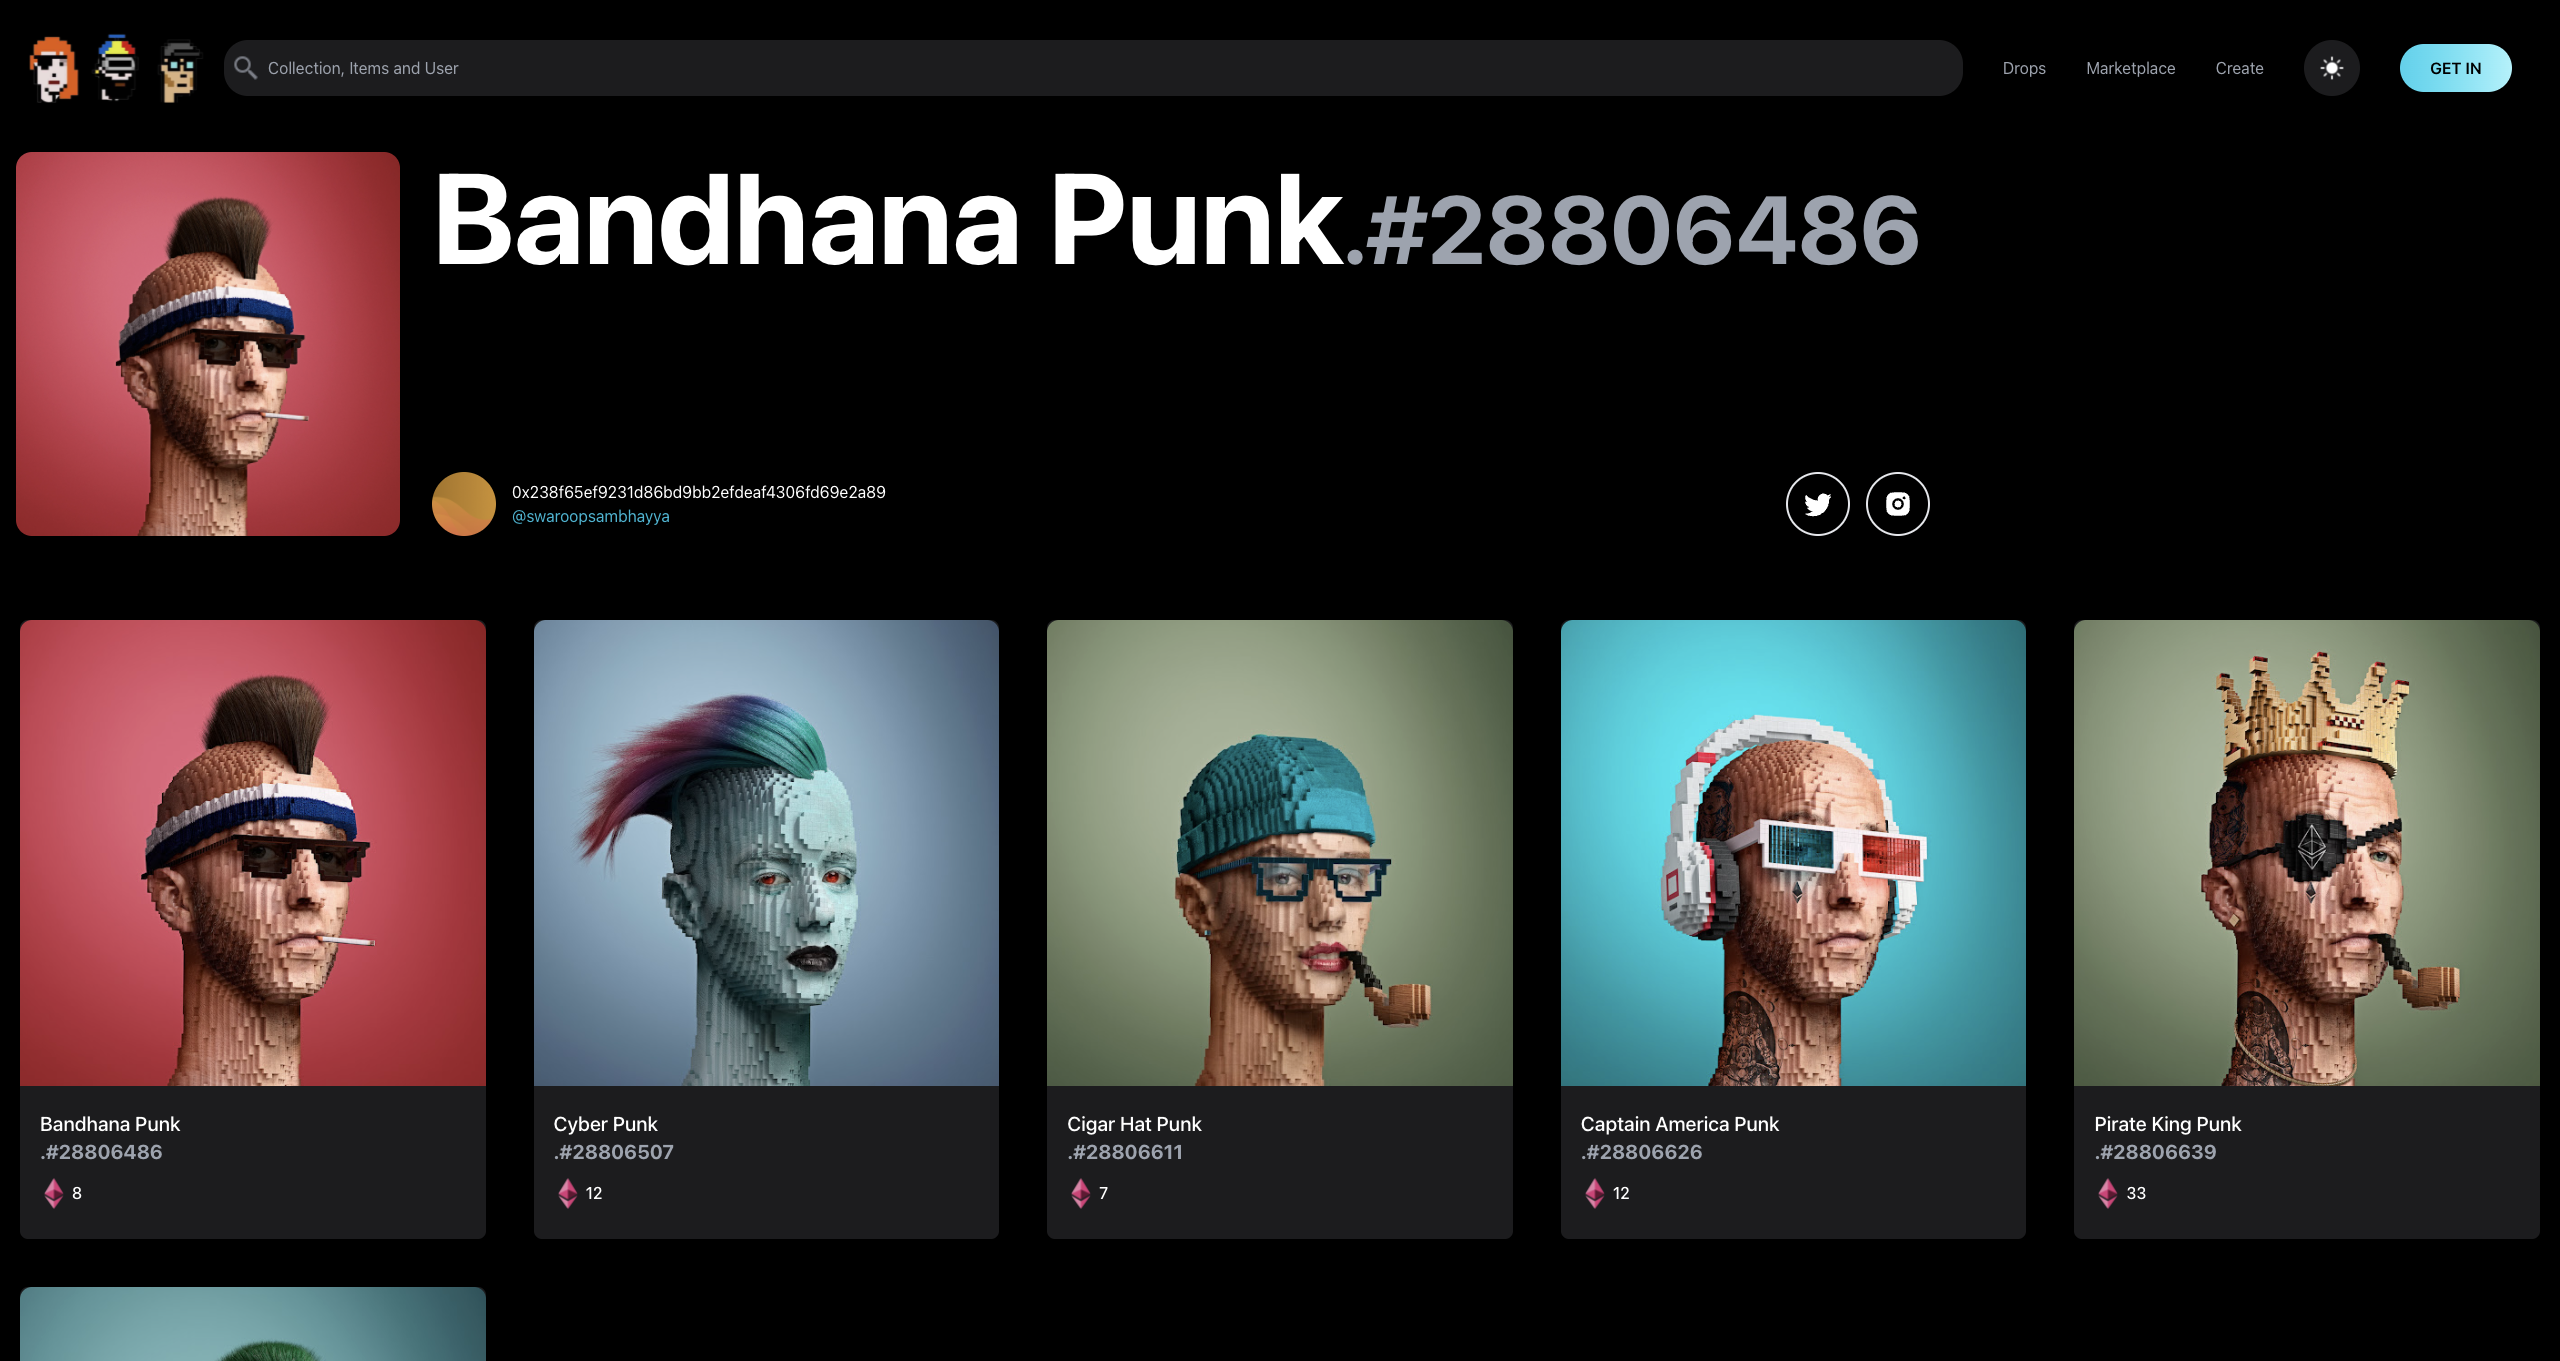 Collection, Items and User
Drops
Marketplace
Create
GET IN
Bandhana Punk.#28806486
0x238f65ef9231d86bd9bb2efdeaf4306fd69e2a89
@swaroopsambhayya
Bandhana Punk
.#28806486
8
Cyber Punk
.#28806507
12
Cigar Hat Punk
.#28806611
7
Captain America Punk
.#28806626
12
Pirate King Punk
.#28806639
33